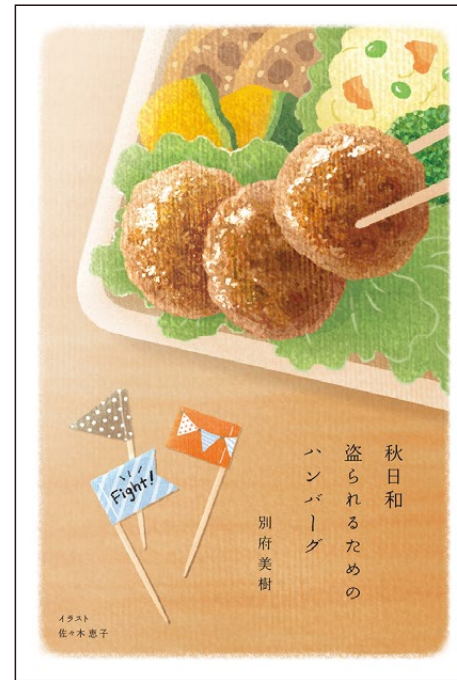 秋日和
盗られるための
ハンバーグ
別府美樹
Fight!
イラスト
佐々木恵子